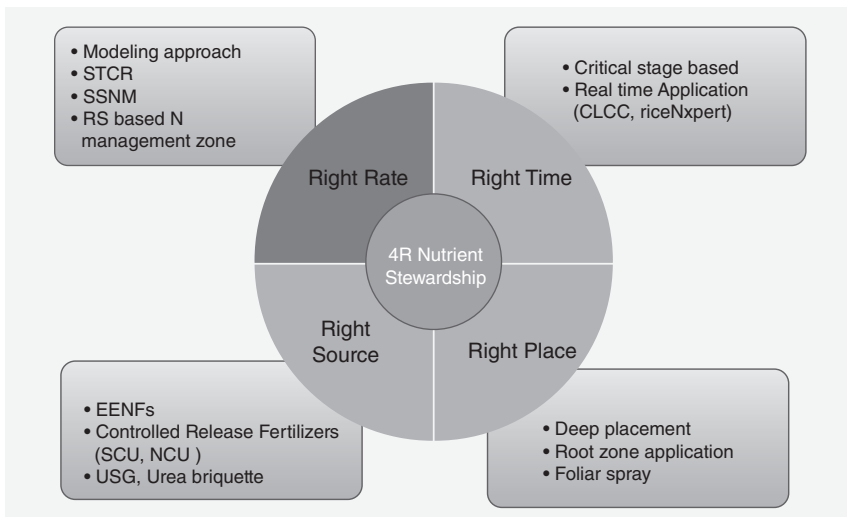 • Modeling approach
• STCR
• SSNM
• RS based N
management zone
• Critical stage based
• Real time Application
(CLCC, riceNxpert)
Right Rate
Right Time
4R Nutrient
Stewardship
Right
Source
Right Place
• EENFs
• Controlled Release Fertilizers
(SCU, NCU )
• USG, Urea briquette
• Deep placement
• Root zone application
• Foliar spray